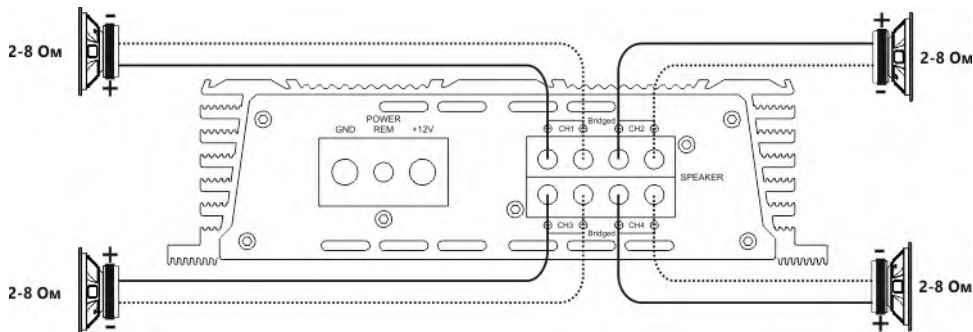 -
+
2-8 Ом
2-8 Ом
+
-
POWER
GND REM +12V
Bridged
CH1 CH2
SPEAKER
CH3 CH4
Bridged
+
-
2-8 Ом
2-8 Ом
-
+